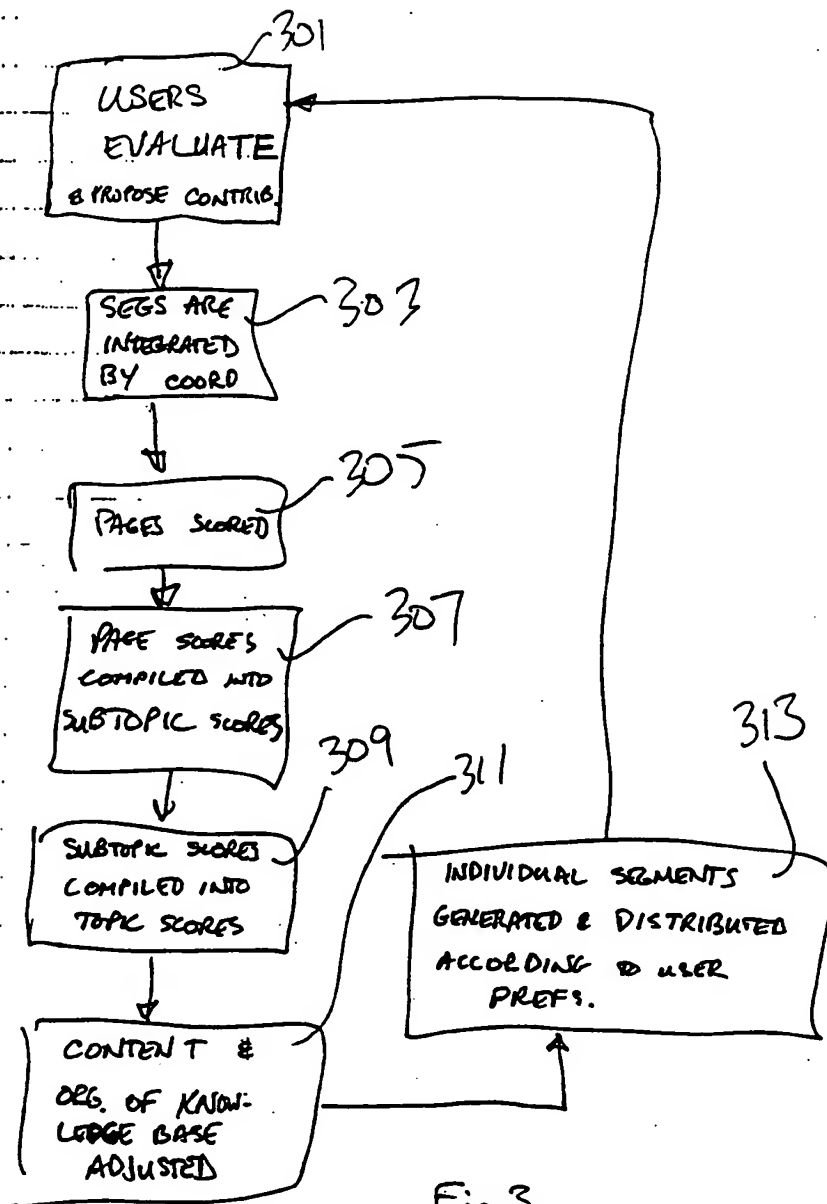 301
USERS
EVALUATE
& PROPOSE CONTRIB.
303
SEGS ARE
INTEGRATED
BY COORD
305
PAGES SCORED
307
PAGE SCORES
COMPILED INTO
SUBTOPIC SCORES
309
SUBTOPIC SCORES
COMPILED INTO
TOPIC SCORES
311
CONTENT &
ORG. OF KNOW-
LEDGE BASE
ADJUSTED
313
INDIVIDUAL SEGMENTS
GENERATED & DISTRIBUTED
ACCORDING TO USER
PREFS.
Fig 3